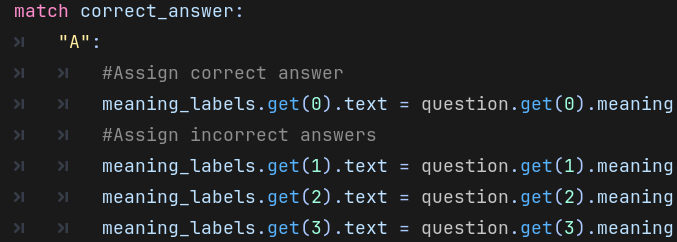 match correct_answer:
"A":
#Assign correct answer
meaning_labels.get(0).text = question.get(0).meaning
#Assign incorrect answers
meaning_labels.get(1).text = question.get(1).meaning
meaning_labels.get(2).text = question.get(2).meaning
meaning_labels.get(3).text = question.get(3).meaning